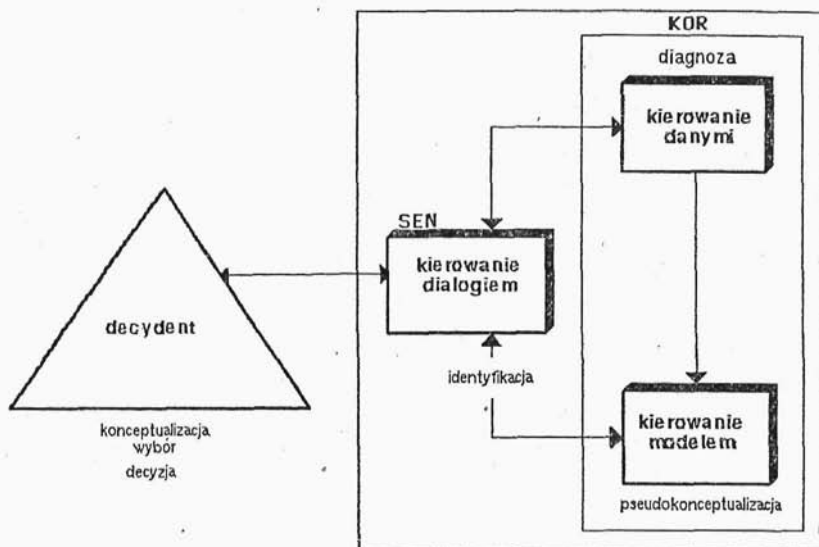 KOR
diagnoza
kierowanie
danymi
SEN
kierowanie
dialogiem
decydent
identyfikacja
konceptualizacja
wybór
decyzja
kierowanie
modelem
pseudokonceptualizacja